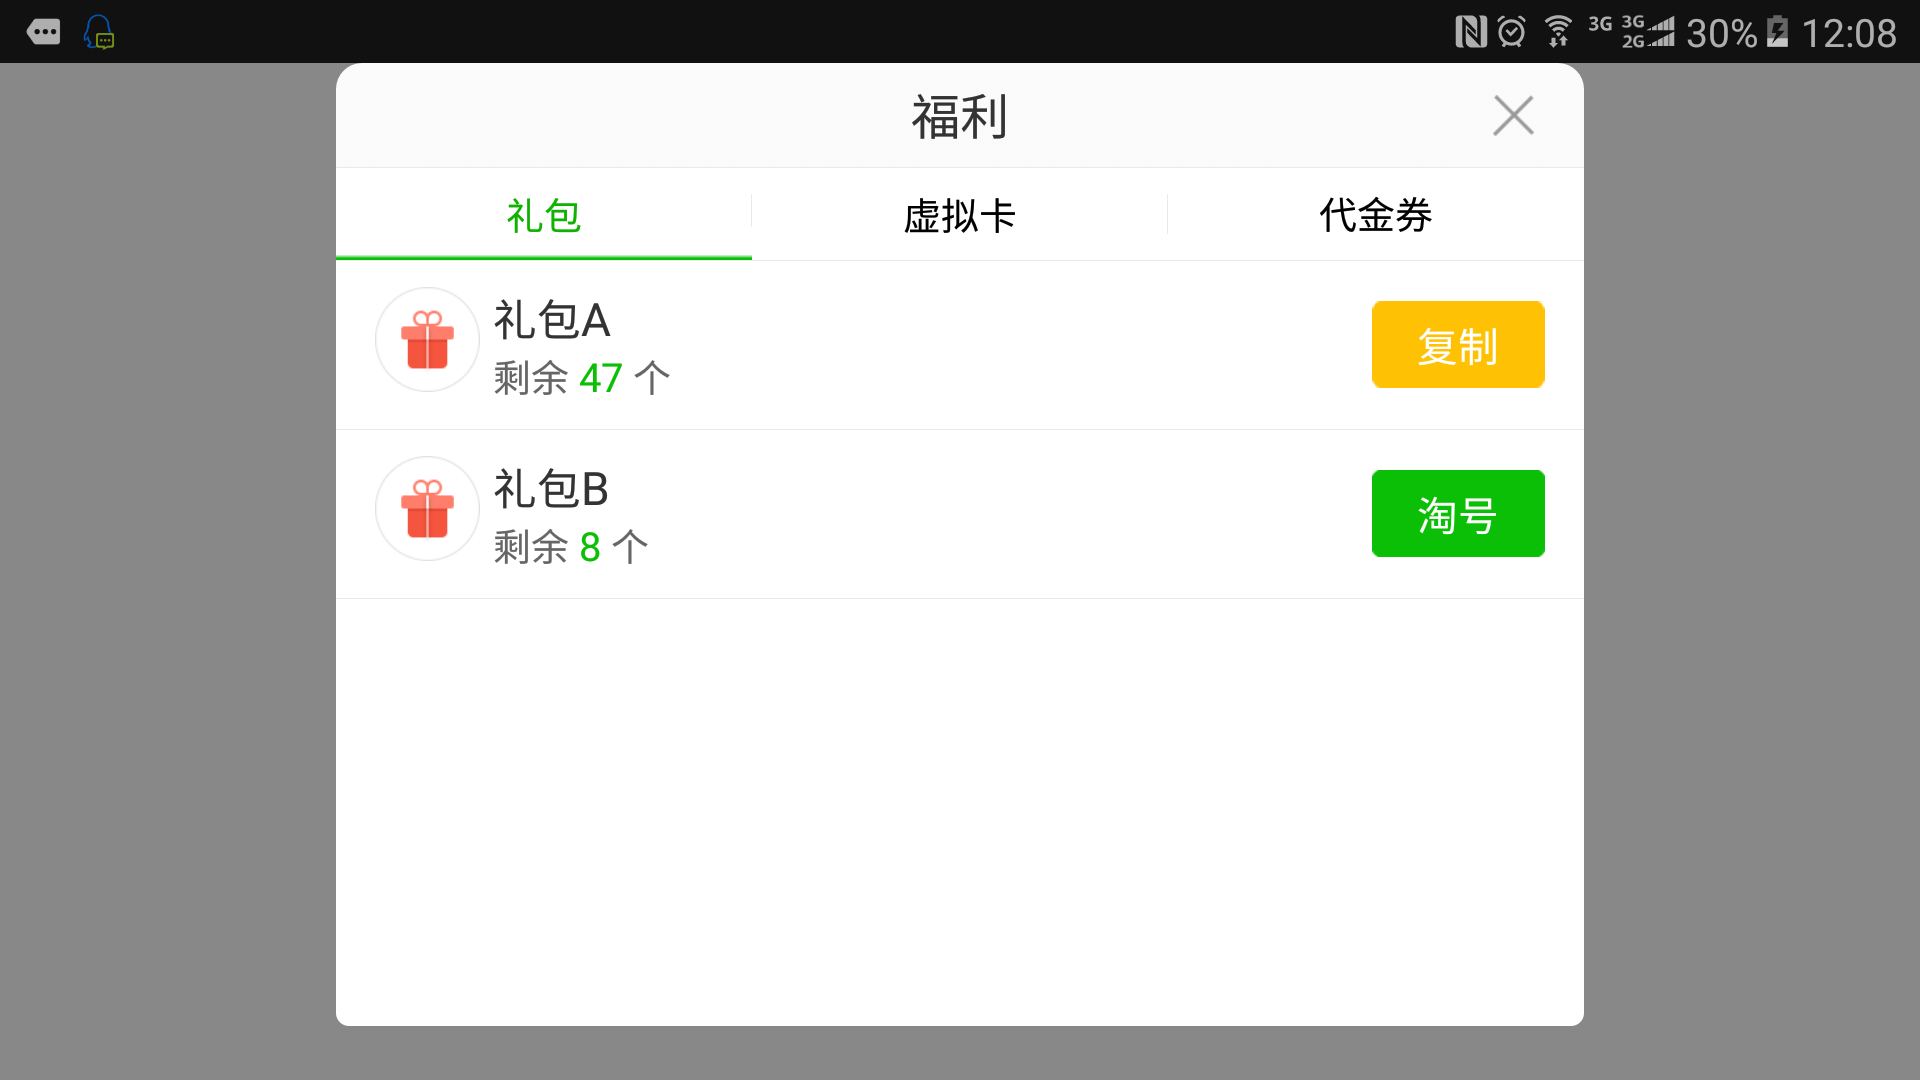 3G 3G 2G 30% 12:08
福利
礼包 虚拟卡 代金券
礼包A
剩余 47 个
复制
礼包B
剩余 8 个
淘号